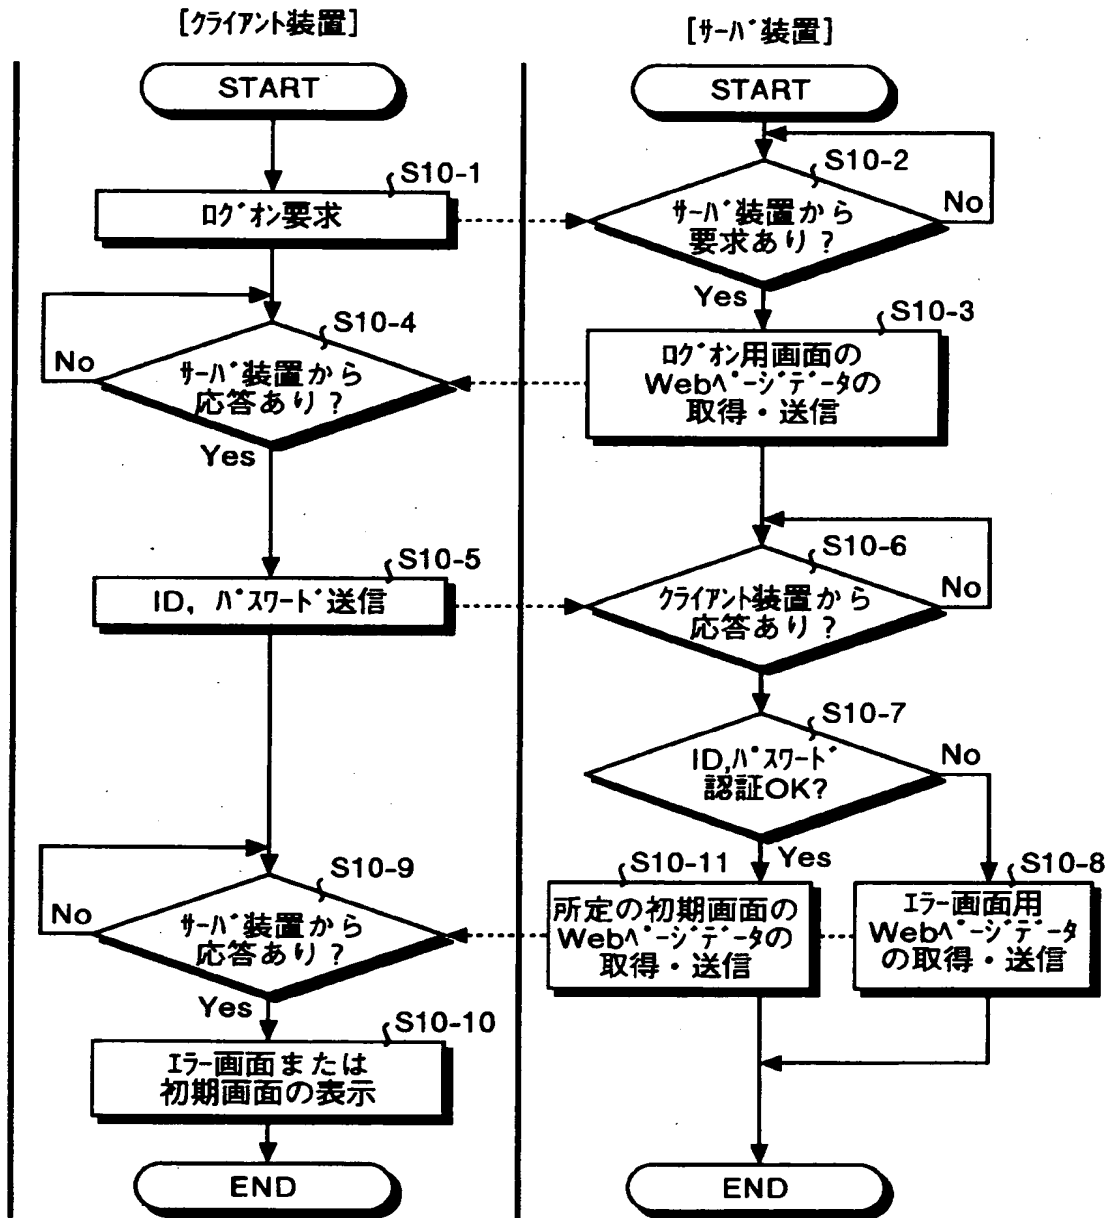 [クライアント装置]
START
S10-1
ログオン要求
S10-4
サーバ装置から
応答あり?
No
Yes
S10-5
ID, パスワード送信
S10-9
サーバ装置から
応答あり?
No
Yes
S10-10
エラー画面または
初期画面の表示
END
[サーバ装置]
START
S10-2
サーバ装置から
要求あり?
No
Yes
S10-3
ログオン用画面の
Webページデータの
取得・送信
S10-6
クライアント装置から
応答あり?
No
S10-7
ID,パスワード
認証OK?
No
Yes
S10-11
所定の初期画面の
Webページデータの
取得・送信
S10-8
エラー画面用
Webページデータ
の取得・送信
END